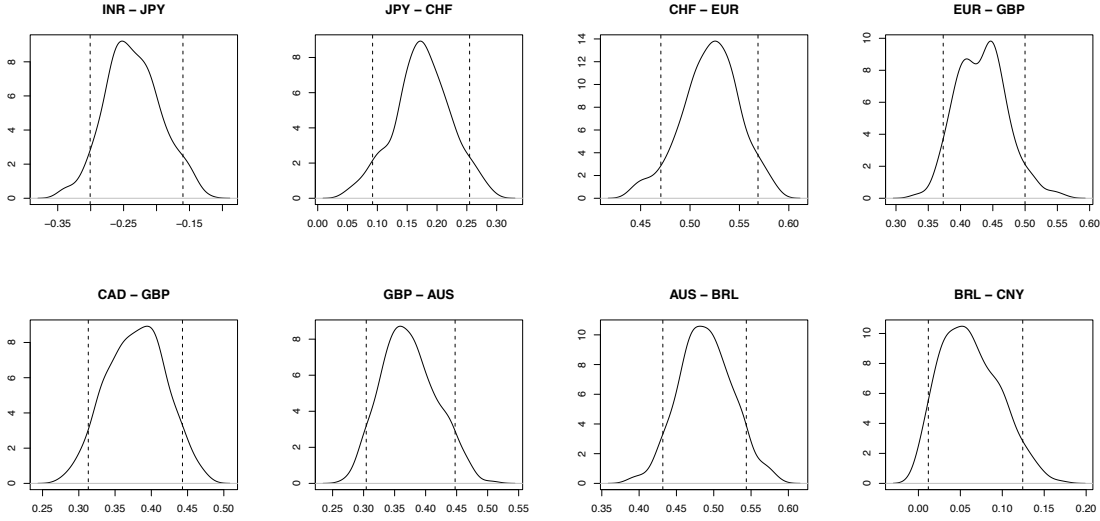 INR – JPY
JPY – CHF
CHF – EUR
EUR – GBP
0 2 4 6 8
−0.35 −0.25 −0.15
0 2 4 6 8
0.00 0.05 0.10 0.15 0.20 0.25 0.30
0 2 4 6 8 10 12 14
0.45 0.50 0.55 0.60
0 2 4 6 8 10
0.30 0.35 0.40 0.45 0.50 0.55 0.60
CAD – GBP
GBP – AUS
AUS – BRL
BRL – CNY
0 2 4 6 8
0.25 0.30 0.35 0.40 0.45 0.50
0 2 4 6 8
0.25 0.30 0.35 0.40 0.45 0.50 0.55
0 2 4 6 8 10
0.35 0.40 0.45 0.50 0.55 0.60
0 2 4 6 8 10
0.00 0.05 0.10 0.15 0.20